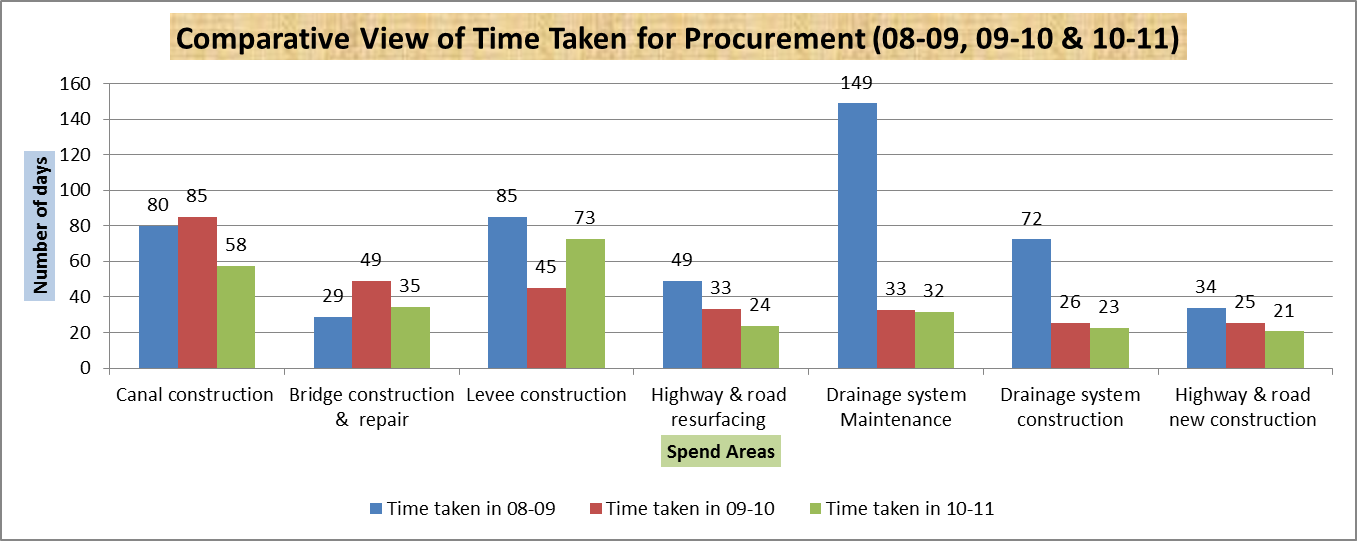 Comparative View of Time Taken for Procurement (08-09, 09-10 & 10-11)
Number of days
160
140
120
100
80
60
40
20
0
80 85 58
29 49 35
85 45 73
49 33 24
149 33 32
72 26 23
34 25 21
Canal construction
Bridge construction
& repair
Levee construction
Highway & road
resurfacing
Drainage system
Maintenance
Drainage system
construction
Highway & road
new construction
Spend Areas
Time taken in 08-09
Time taken in 09-10
Time taken in 10-11